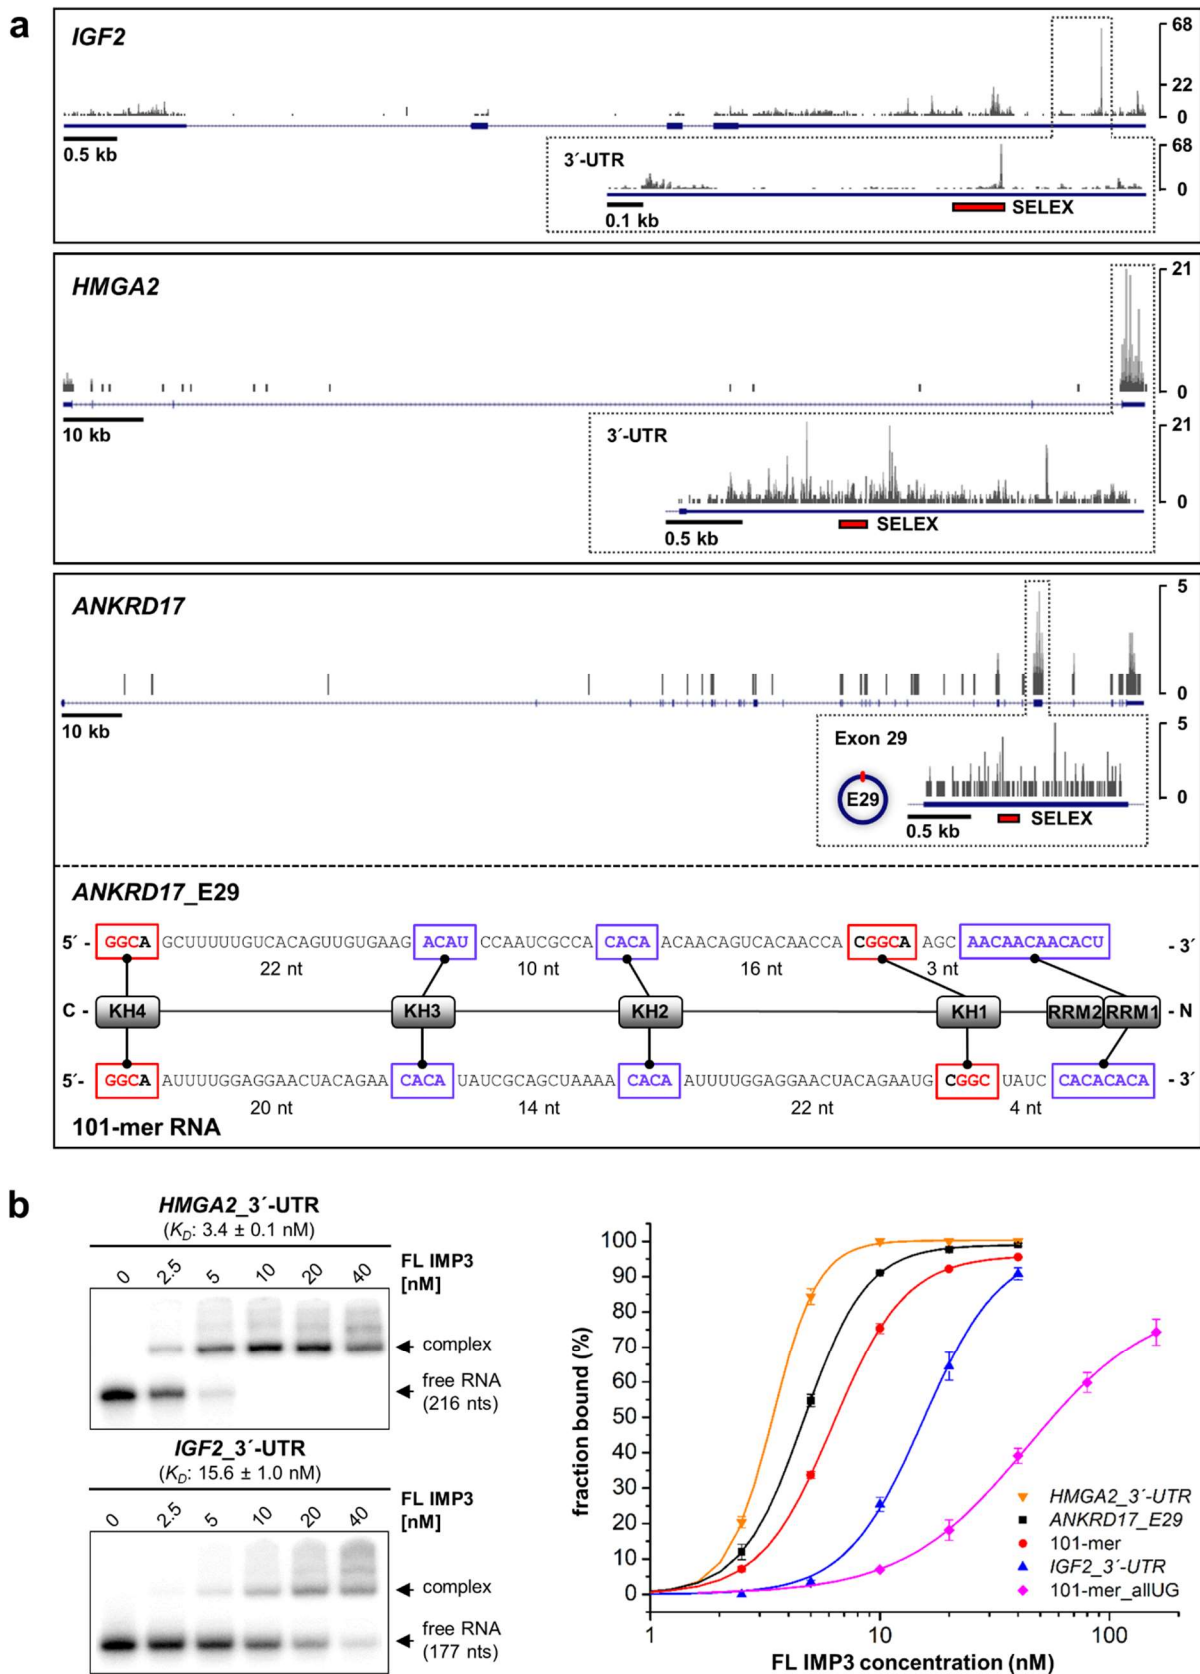 a
IGF2
68
22
0
0.5 kb
3´-UTR
68
0
0.1 kb
SELEX
HMGA2
21
0
10 kb
3´-UTR
21
0
0.5 kb
SELEX
ANKRD17
5
0
10 kb
Exon 29
5
0
E29
0.5 kb
SELEX
ANKRD17_E29
5´ - GGCA GCUUUUUGUCACAGUUGUGAAG ACAU CCAAUCGCCA CACA ACAACAGUCACAACCA CGGCA AGC AACAACAACACU - 3´
22 nt 10 nt 16 nt 3 nt
C - KH4 KH3 KH2 KH1 RRM2 RRM1 - N
5´- GGCA AUUUUGGAGGAACUACAGAA CACA UAUCGCAGCUAAAA CACA AUUUUGGAGGAACUACAGAAUG CGGC UAUC CACACACA - 3´
20 nt 14 nt 22 nt 4 nt
101-mer RNA
b
HMGA2_3´-UTR
(KD: 3.4 ± 0.1 nM)
0 2.5 5 10 20 40 FL IMP3
[nM]
complex
free RNA
(216 nts)
IGF2_3´-UTR
(KD: 15.6 ± 1.0 nM)
0 2.5 5 10 20 40 FL IMP3
[nM]
complex
free RNA
(177 nts)
fraction bound (%)
100
90
80
70
60
50
40
30
20
10
0
HMGA2_3´-UTR
ANKRD17_E29
101-mer
IGF2_3´-UTR
101-mer_allUG
1 10 100
FL IMP3 concentration (nM)